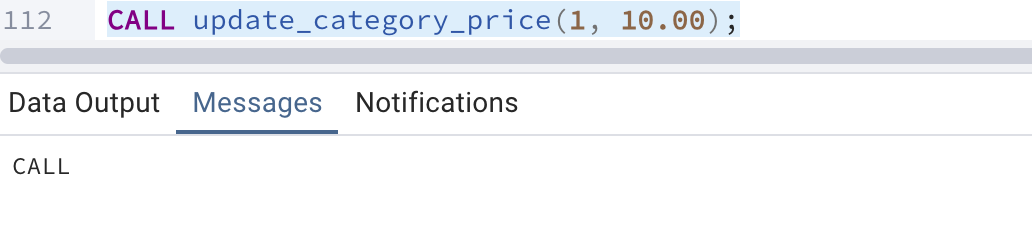 112 CALL update_category_price(1, 10.00);
Data Output Messages Notifications
CALL